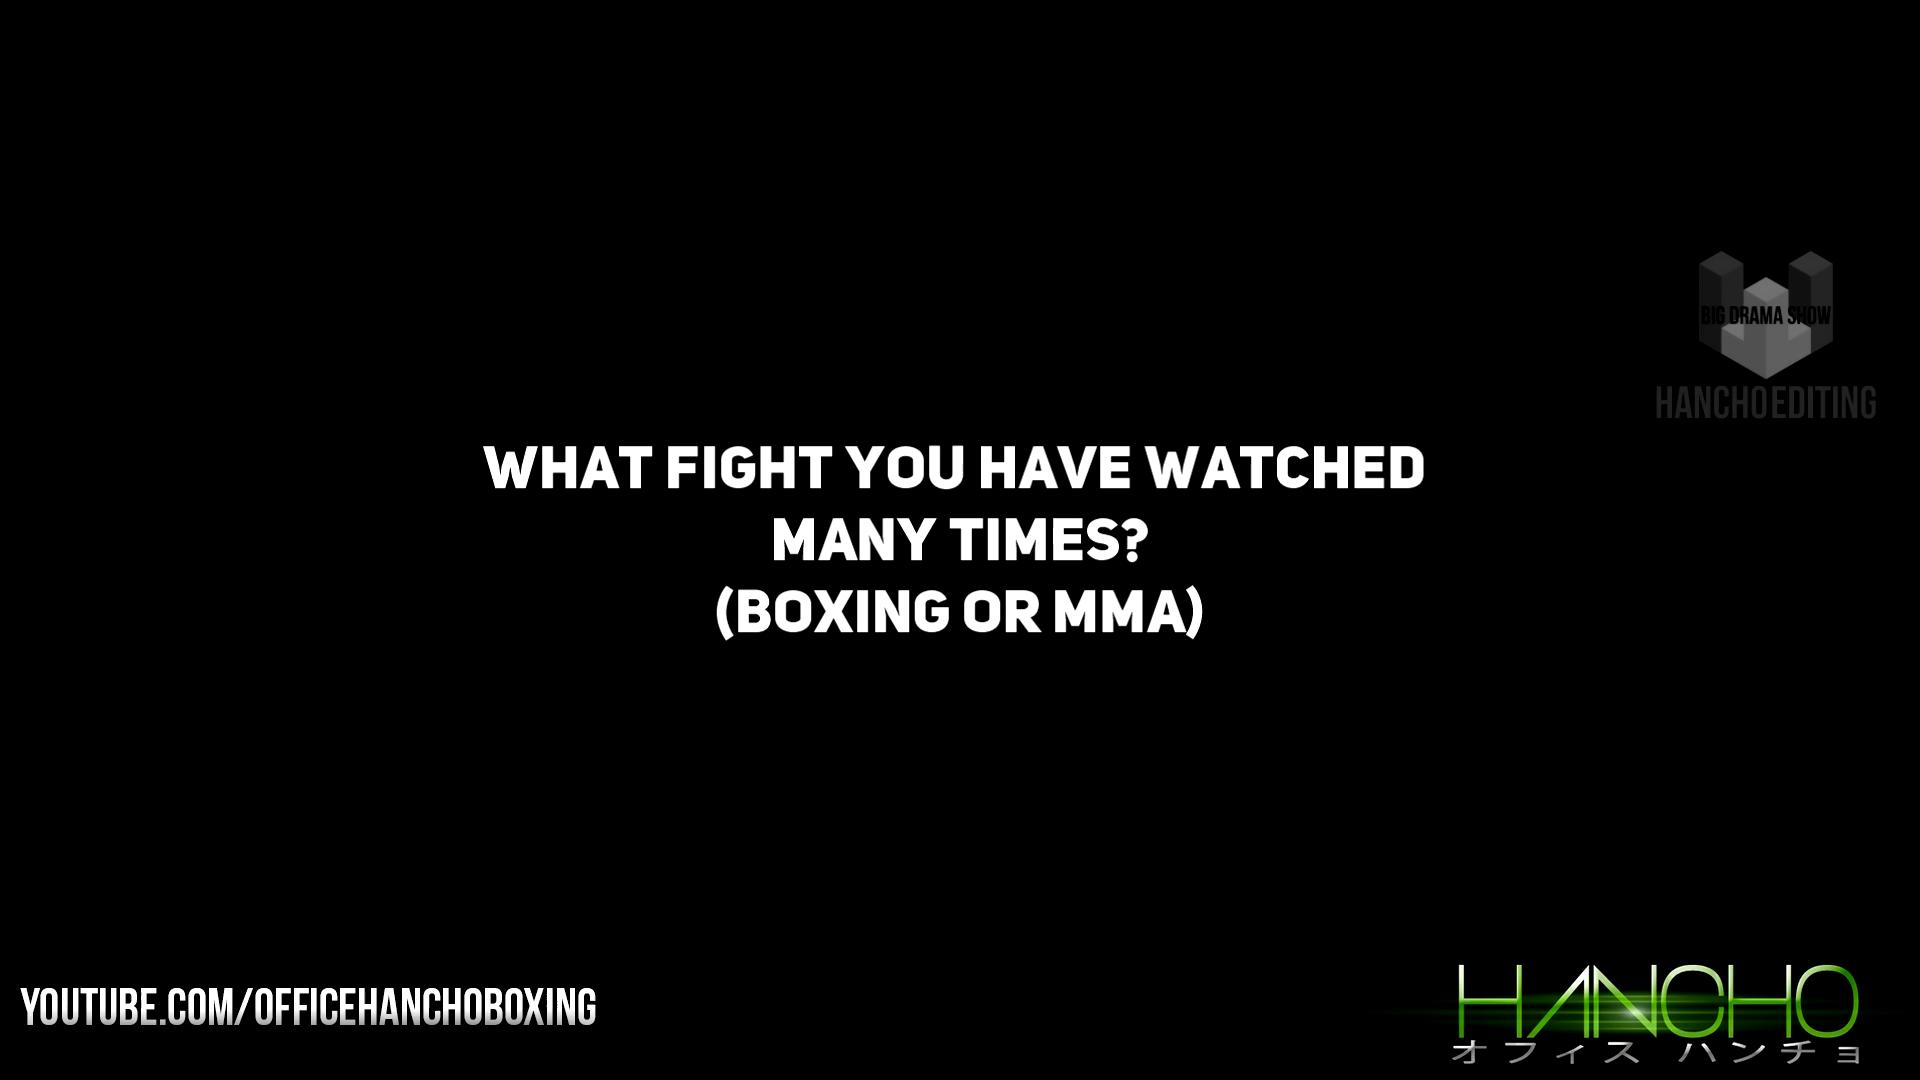 BIG DRAMA SHOW
HANCHOEDITING
WHAT FIGHT YOU HAVE WATCHED
MANY TIMES?
(BOXING OR MMA)
YOUTUBE.COM/OFFICEHANCHOBOXING
HANCHO
オフィス ハンチョ